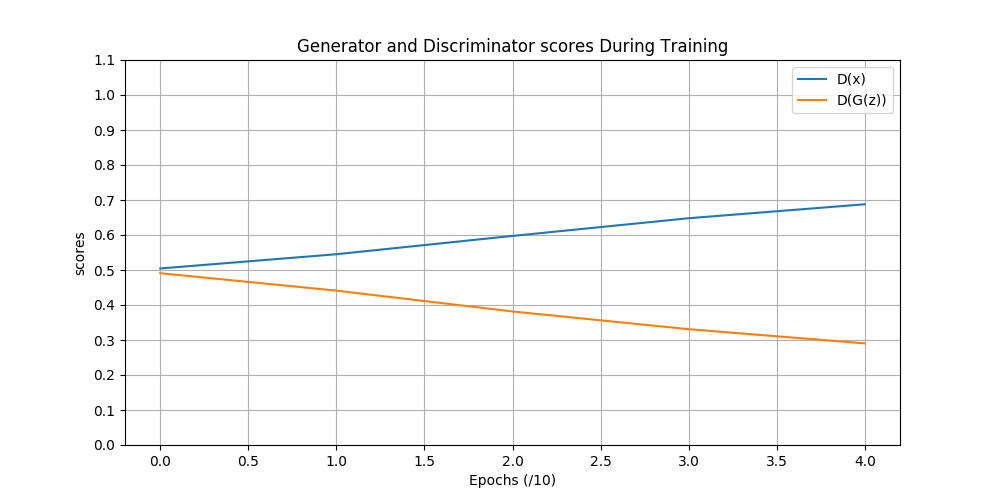 Generator and Discriminator scores During Training
1.1
1.0
0.9
0.8
0.7
0.6
0.5
0.4
0.3
0.2
0.1
0.0
scores
D(x)
D(G(z))
0.0 0.5 1.0 1.5 2.0 2.5 3.0 3.5 4.0
Epochs (/10)